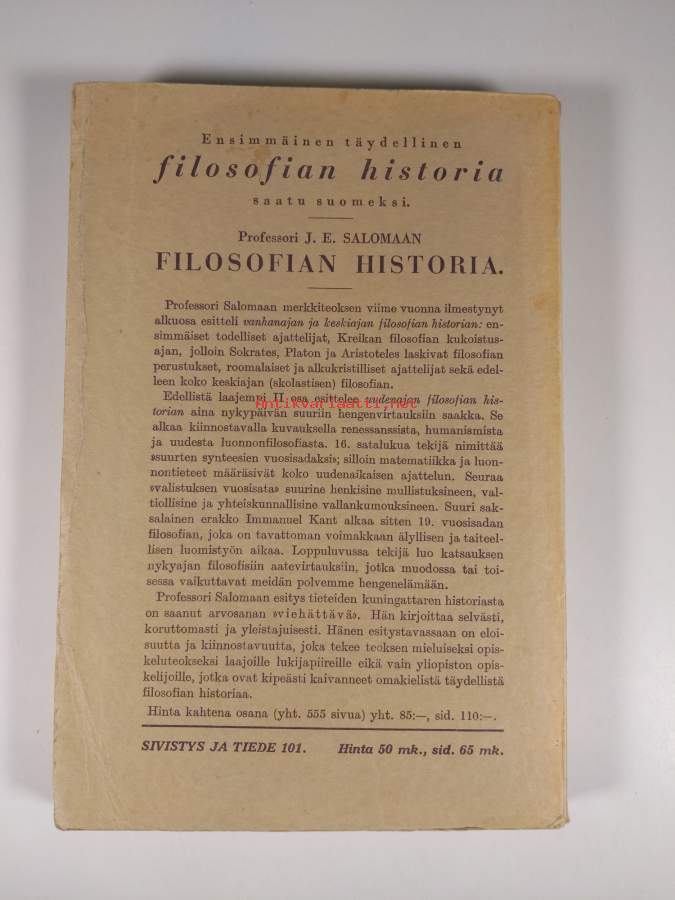 Ensimmäinen täydellinen
filosofian historia
saatu suomeksi.
Professori J. E. SALOMAAN
FILOSOFIAN HISTORIA.
Professori Salomaan merkkiteoksen viime vuonna ilmestynyt
alkuosa esitteli vanhanajan ja keskiajan filosofian historian: en-
simmäiset todelliset ajattelijat, Kreikan filosofian kukoistus-
ajan, jolloin Sokrates, Platon ja Aristoteles laskivat filosofian
perustukset, roomalaiset ja alkukristilliset ajattelijat sekä edel-
leen koko keskiajan (skolastisen) filosofian.
Edellistä laajempi II osa esittelee uudenajan filosofian his-
Antikvariaatti.net
torian aina nykypäivän suuriin hengenvirtauksiin saakka. Se
alkaa kiinnostavalla kuvauksella renessanssista, humanismista
ja uudesta luonnonfilosofiasta. 16. satalukua tekijä nimittää
»suurten synteesien vuosisadaksi»; silloin matematiikka ja luon-
nontieteet määräsivät koko uudenaikaisen ajattelun. Seuraa
»valistuksen vuosisata» suurine henkisine mullistuksineen, val-
tiollisine ja yhteiskunnallisine vallankumouksineen. Suuri sak-
salainen erakko Immanuel Kant alkaa sitten 19. vuosisadan
filosofian, joka on tavattoman voimakkaan älyllisen ja taiteel-
lisen luomistyön aikaa. Loppuluvussa tekijä luo katsauksen
nykyajan filosofisiin aatevirtauksiin, jotka muodossa tai toi-
sessa vaikuttavat meidän polvemme hengenelämään.
Professori Salomaan esitys tieteiden kuningattaren historiasta
on saanut arvosanan »viehättävä». Hän kirjoittaa selvästi,
koruttomasti ja yleistajuisesti. Hänen esitystavassaan on eloi-
suutta ja kiinnostavuutta, joka tekee teoksen mieluiseksi opis-
keluteokseksi laajoille lukijapiireille eikä vain yliopiston opis-
kelijoille, jotka ovat kipeästi kaivanneet omakielistä täydellistä
filosofian historiaa.
Hinta kahtena osana (yht. 555 sivua) yht. 85:—, sid. 110:—.
SIVISTYS JA TIEDE 101. Hinta 50 mk., sid. 65 mk.